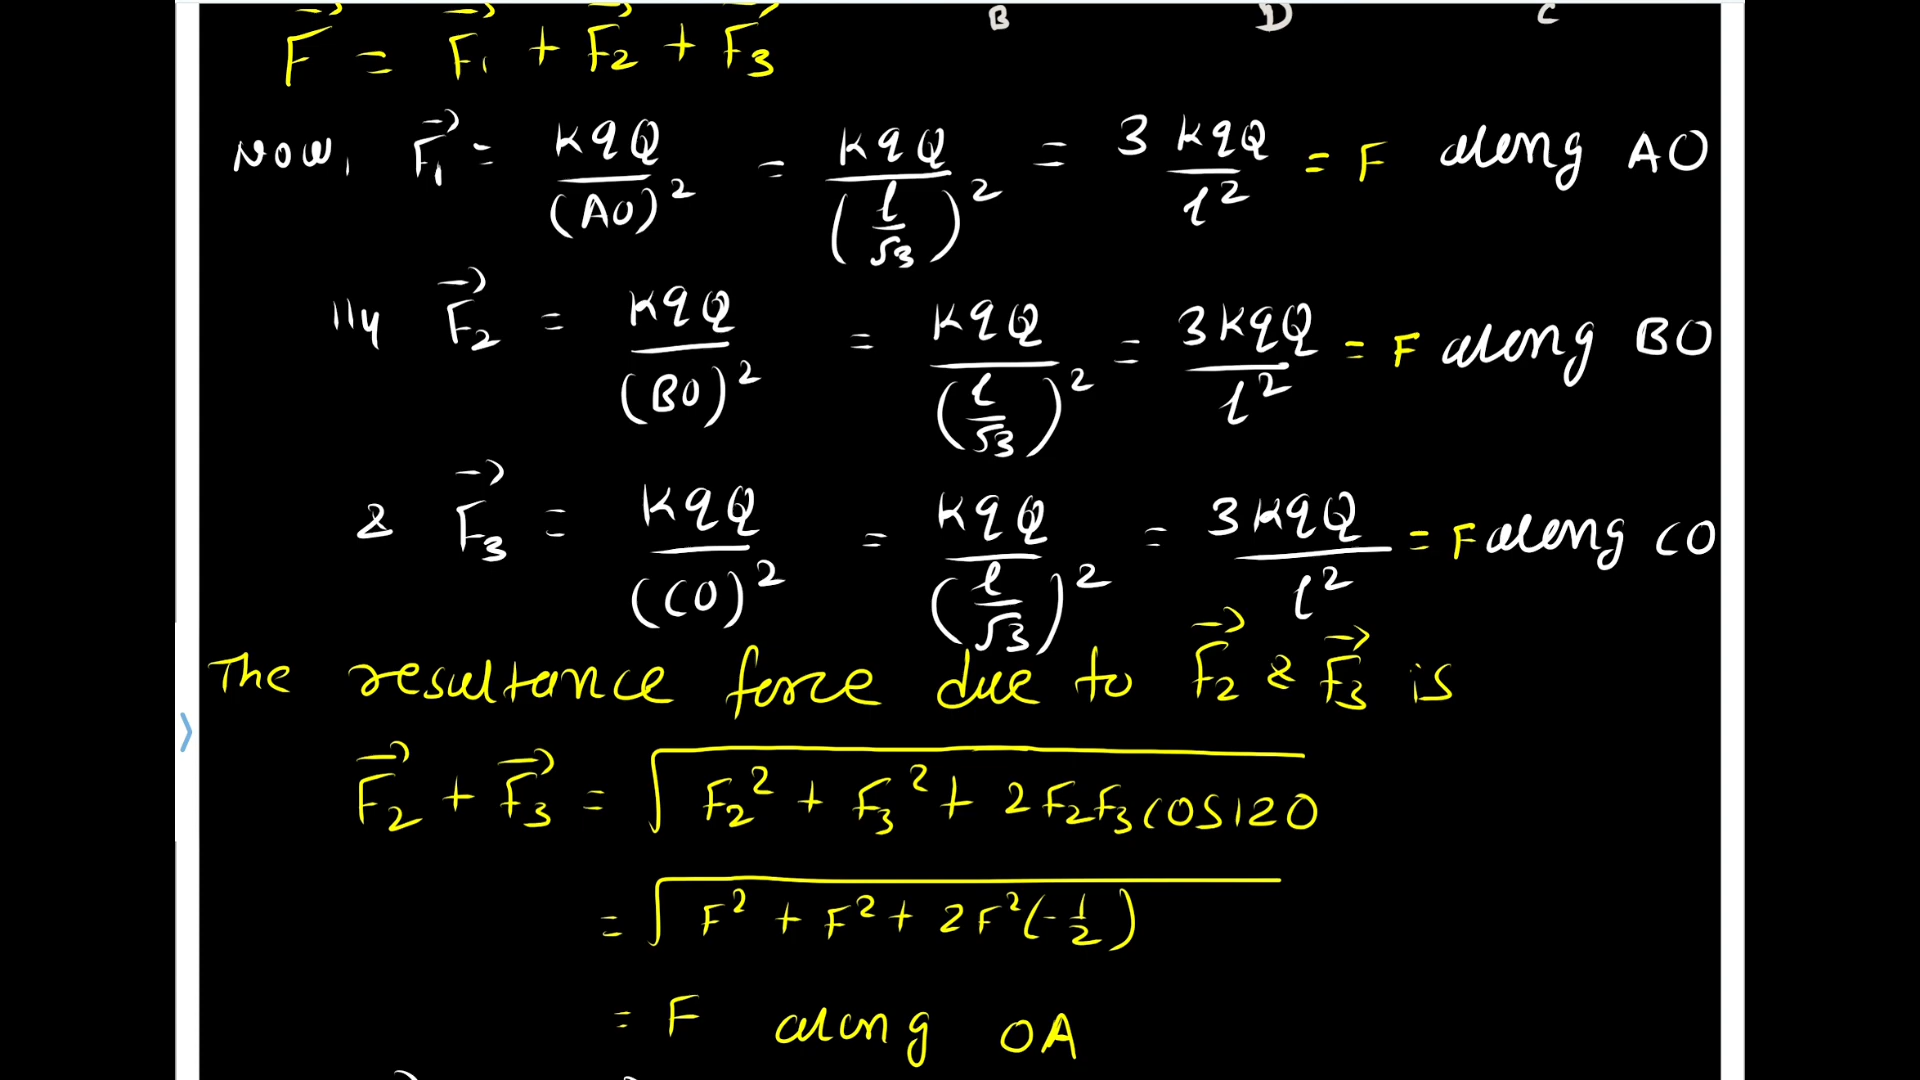 B D C
F⃗ = F⃗₁ + F⃗₂ + F⃗₃
Now, F⃗₁ = KqQ/(AO)² = KqQ/(l/√3)² = 3KqQ/l² = F along AO
llly F⃗₂ = KqQ/(BO)² = KqQ/(l/√3)² = 3KqQ/l² = F along BO
& F⃗₃ = KqQ/(CO)² = KqQ/(l/√3)² = 3KqQ/l² = F along CO
The resultance force due to F⃗₂ & F⃗₃ is
F⃗₂ + F⃗₃ = √(F₂² + F₃² + 2F₂F₃cos120)
= √(F² + F² + 2F²(-1/2))
= F along OA